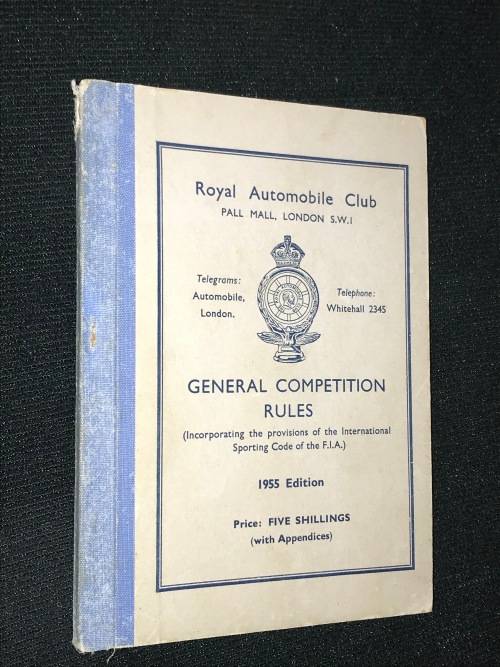 Royal Automobile Club
PALL MALL, LONDON S.W.1
Telegrams:
Automobile,
London.
Telephone:
Whitehall 2345
GENERAL COMPETITION
RULES
(Incorporating the provisions of the International
Sporting Code of the F.I.A.)
1955 Edition
Price: FIVE SHILLINGS
(with Appendices)